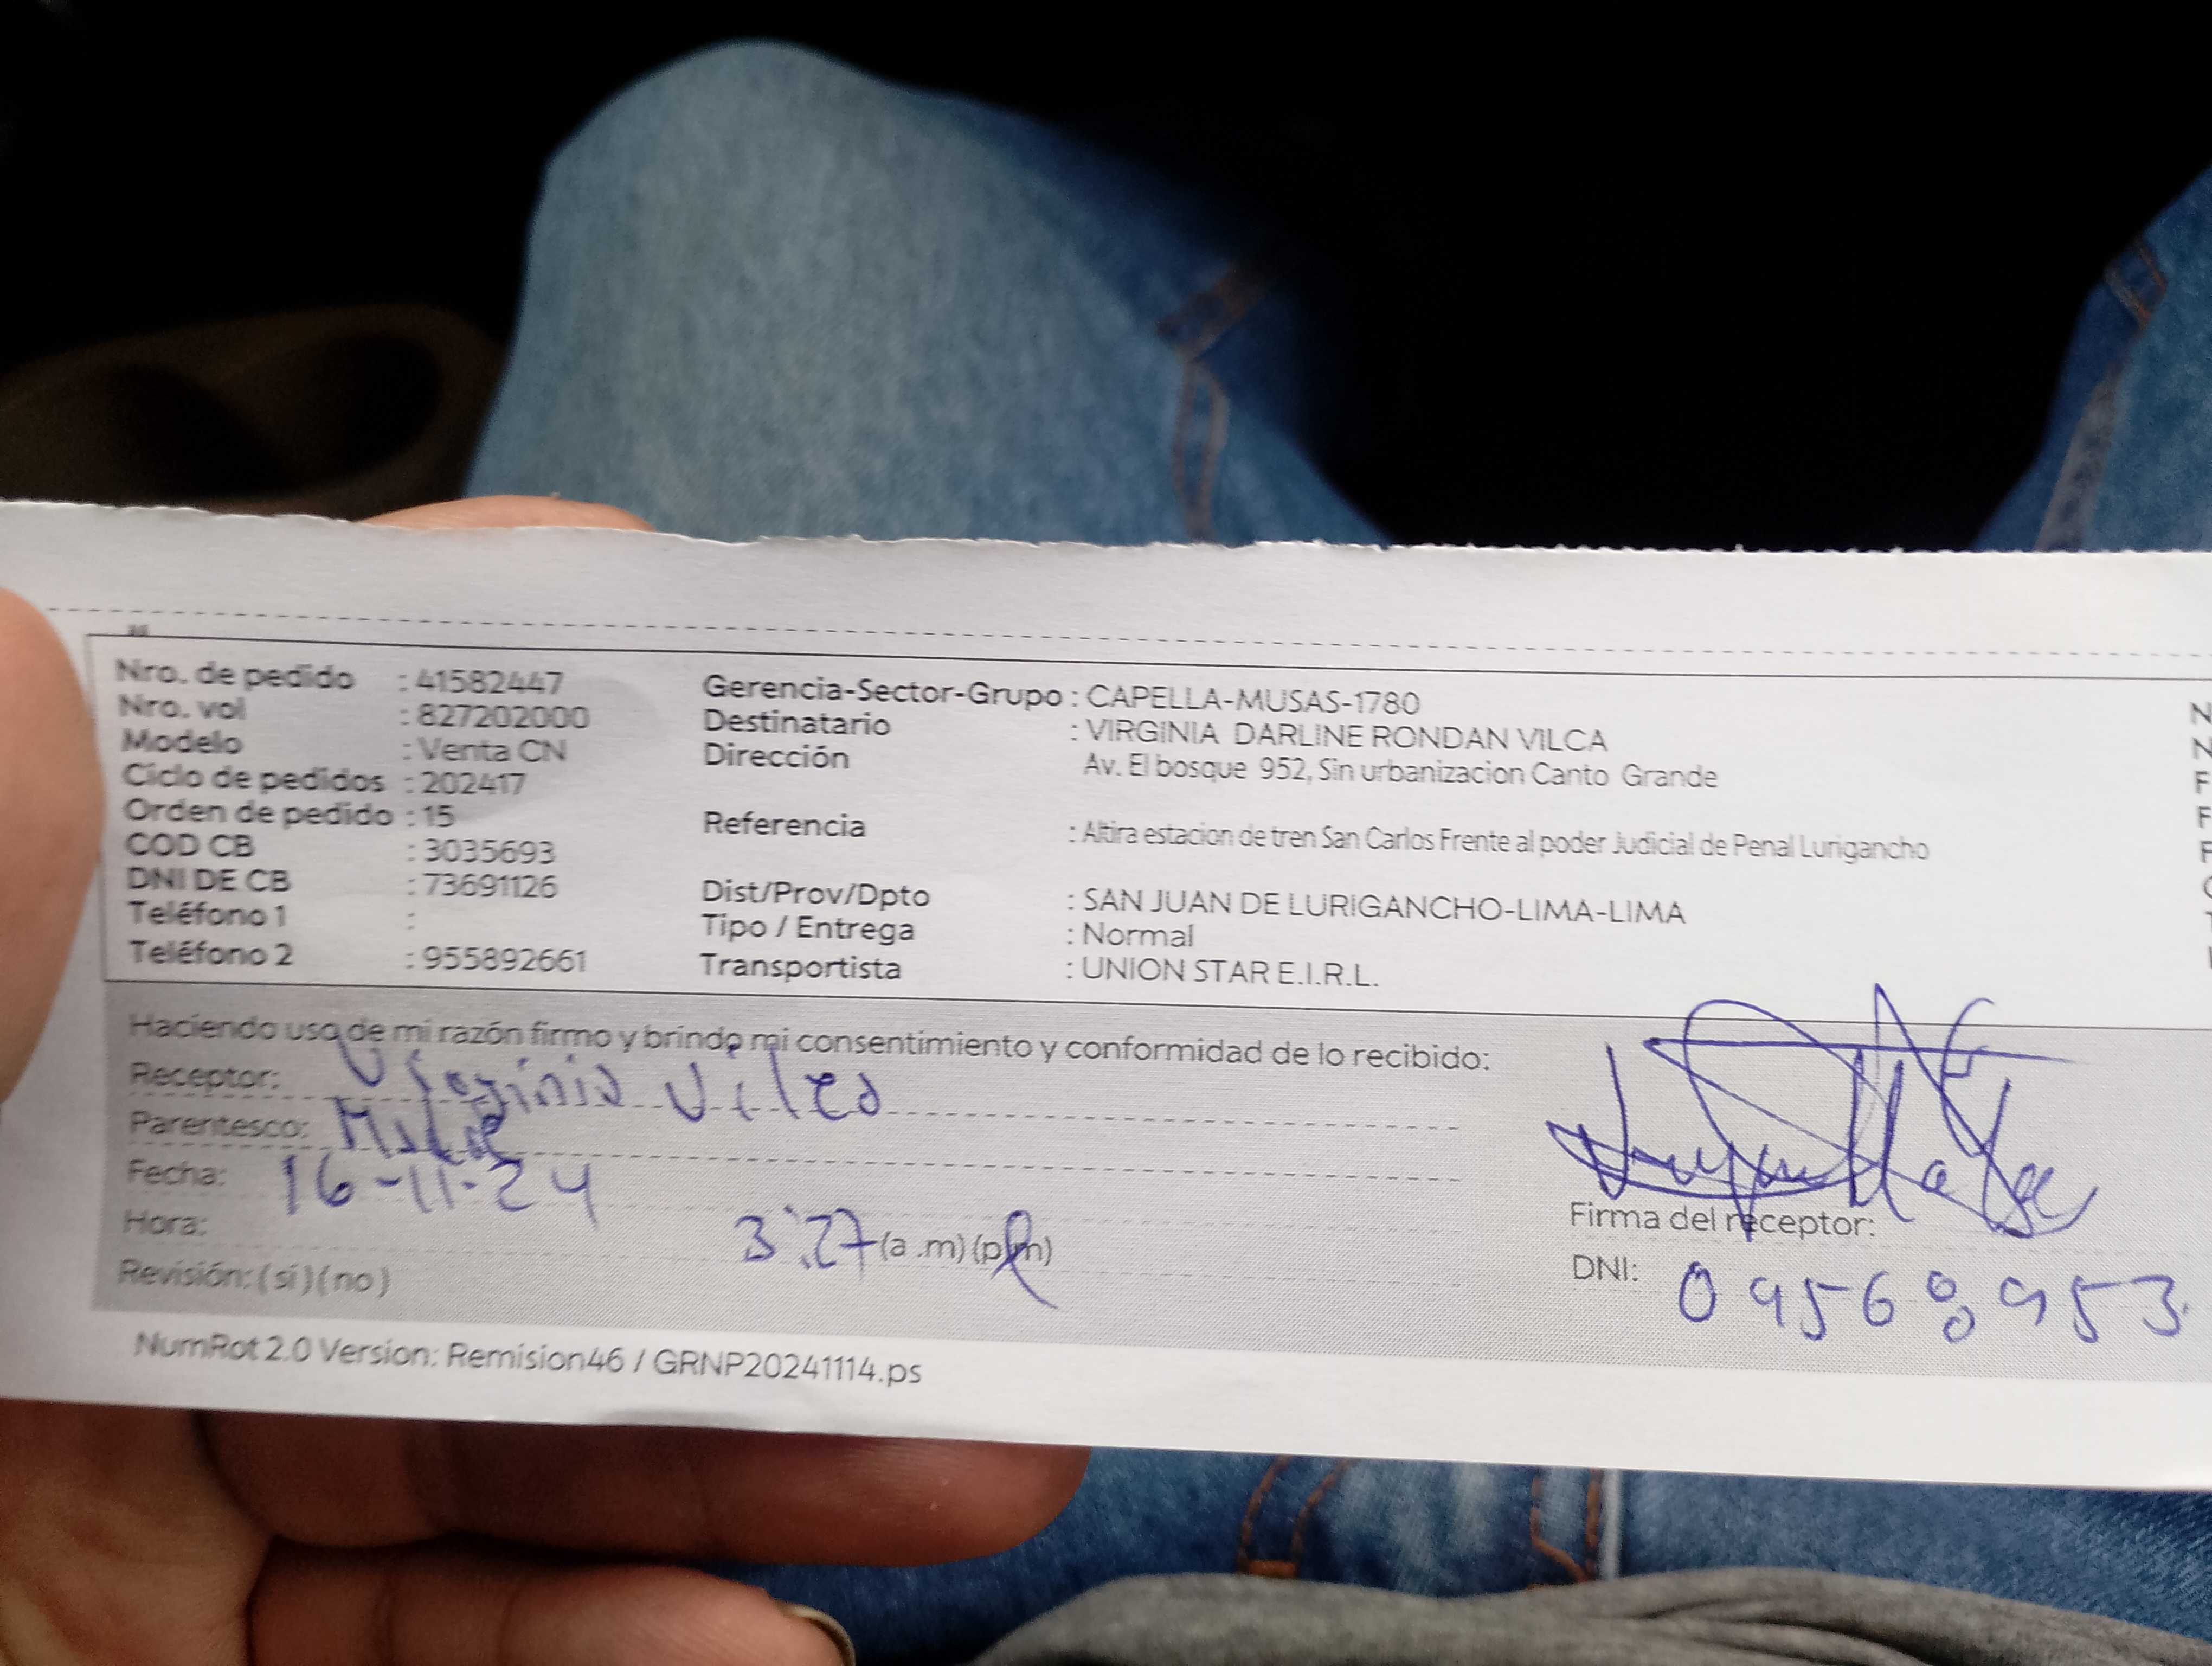 Nro. de pedido : 41582447
Nro. vol : 827202000
Modelo : Venta CN
Ciclo de pedidos : 202417
Orden de pedido : 15
COD CB : 3035693
DNI DE CB : 73691126
Teléfono 1 :
Teléfono 2 : 955892661
Gerencia-Sector-Grupo : CAPELLA-MUSAS-1780
Destinatario : VIRGINIA DARLINE RONDAN VILCA
Dirección Av. El bosque 952, Sin urbanizacion Canto Grande
Referencia : Altira estacion de tren San Carlos Frente al poder Judicial de Penal Lurigancho
Dist/Prov/Dpto : SAN JUAN DE LURIGANCHO-LIMA-LIMA
Tipo / Entrega : Normal
Transportista : UNION STAR E.I.R.L.
N
N
F
F
F
Haciendo uso de mi razón firmo y brindo mi consentimiento y conformidad de lo recibido:
Receptor: Virginia Vilca
Parentesco: Madre
Fecha: 16-11-24
Hora: 3:27 (a .m) (p.m)
Revisión: ( si ) ( no )
Firma del receptor:
DNI: 09568953
NumRot 2.0 Version: Remision46 / GRNP20241114.ps